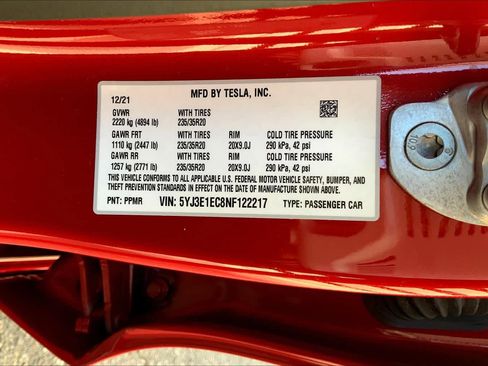 MFD BY TESLA, INC.
12/21
GVWR WITH TIRES
2220 kg (4894 lb) 235/35R20
GAWR FRT WITH TIRES RIM COLD TIRE PRESSURE
1110 kg (2447 lb) 235/35R20 20X9.0J 290 kPa, 42 psi
GAWR RR WITH TIRES RIM COLD TIRE PRESSURE
1257 kg (2771 lb) 235/35R20 20X9.0J 290 kPa, 42 psi
THIS VEHICLE CONFORMS TO ALL APPLICABLE U.S. FEDERAL MOTOR VEHICLE SAFETY, BUMPER, AND
THEFT PREVENTION STANDARDS IN EFFECT ON THE DATE OF MANUFACTURE SHOWN ABOVE.
PNT: PPMR VIN: 5YJ3E1EC8NF122217 TYPE: PASSENGER CAR